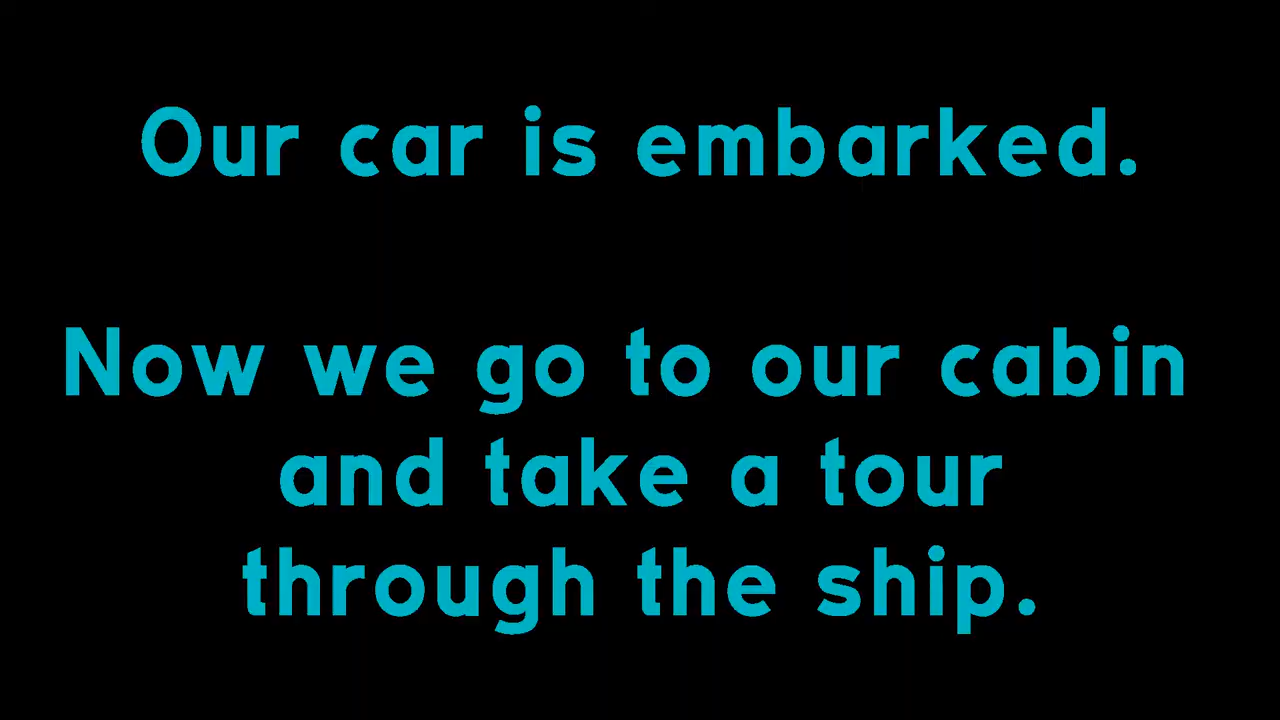 Our car is embarked.
Now we go to our cabin
and take a tour
through the ship.